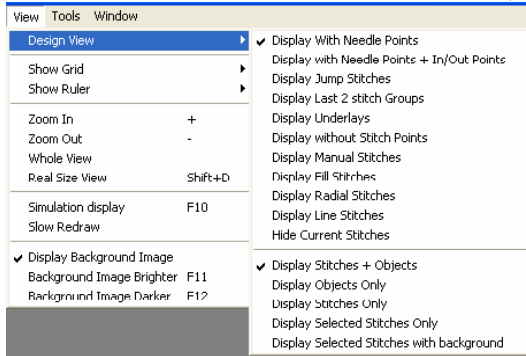 View Tools Window
Design View
Show Grid
Show Ruler
Zoom In +
Zoom Out -
Whole View
Real Size View Shift+D
Simulation display F10
Slow Redraw
Display Background Image
Background Image Brighter F11
Background Image Darker F12
Display With Needle Points
Display with Needle Points + In/Out Points
Display Jump Stitches
Display Last 2 stitch Groups
Display Underlays
Display without Stitch Points
Display Manual Stitches
Display Fill Stitches
Display Radial Stitches
Display Line Stitches
Hide Current Stitches
Display Stitches + Objects
Display Objects Only
Display Stitches Only
Display Selected Stitches Only
Display Selected Stitches with background